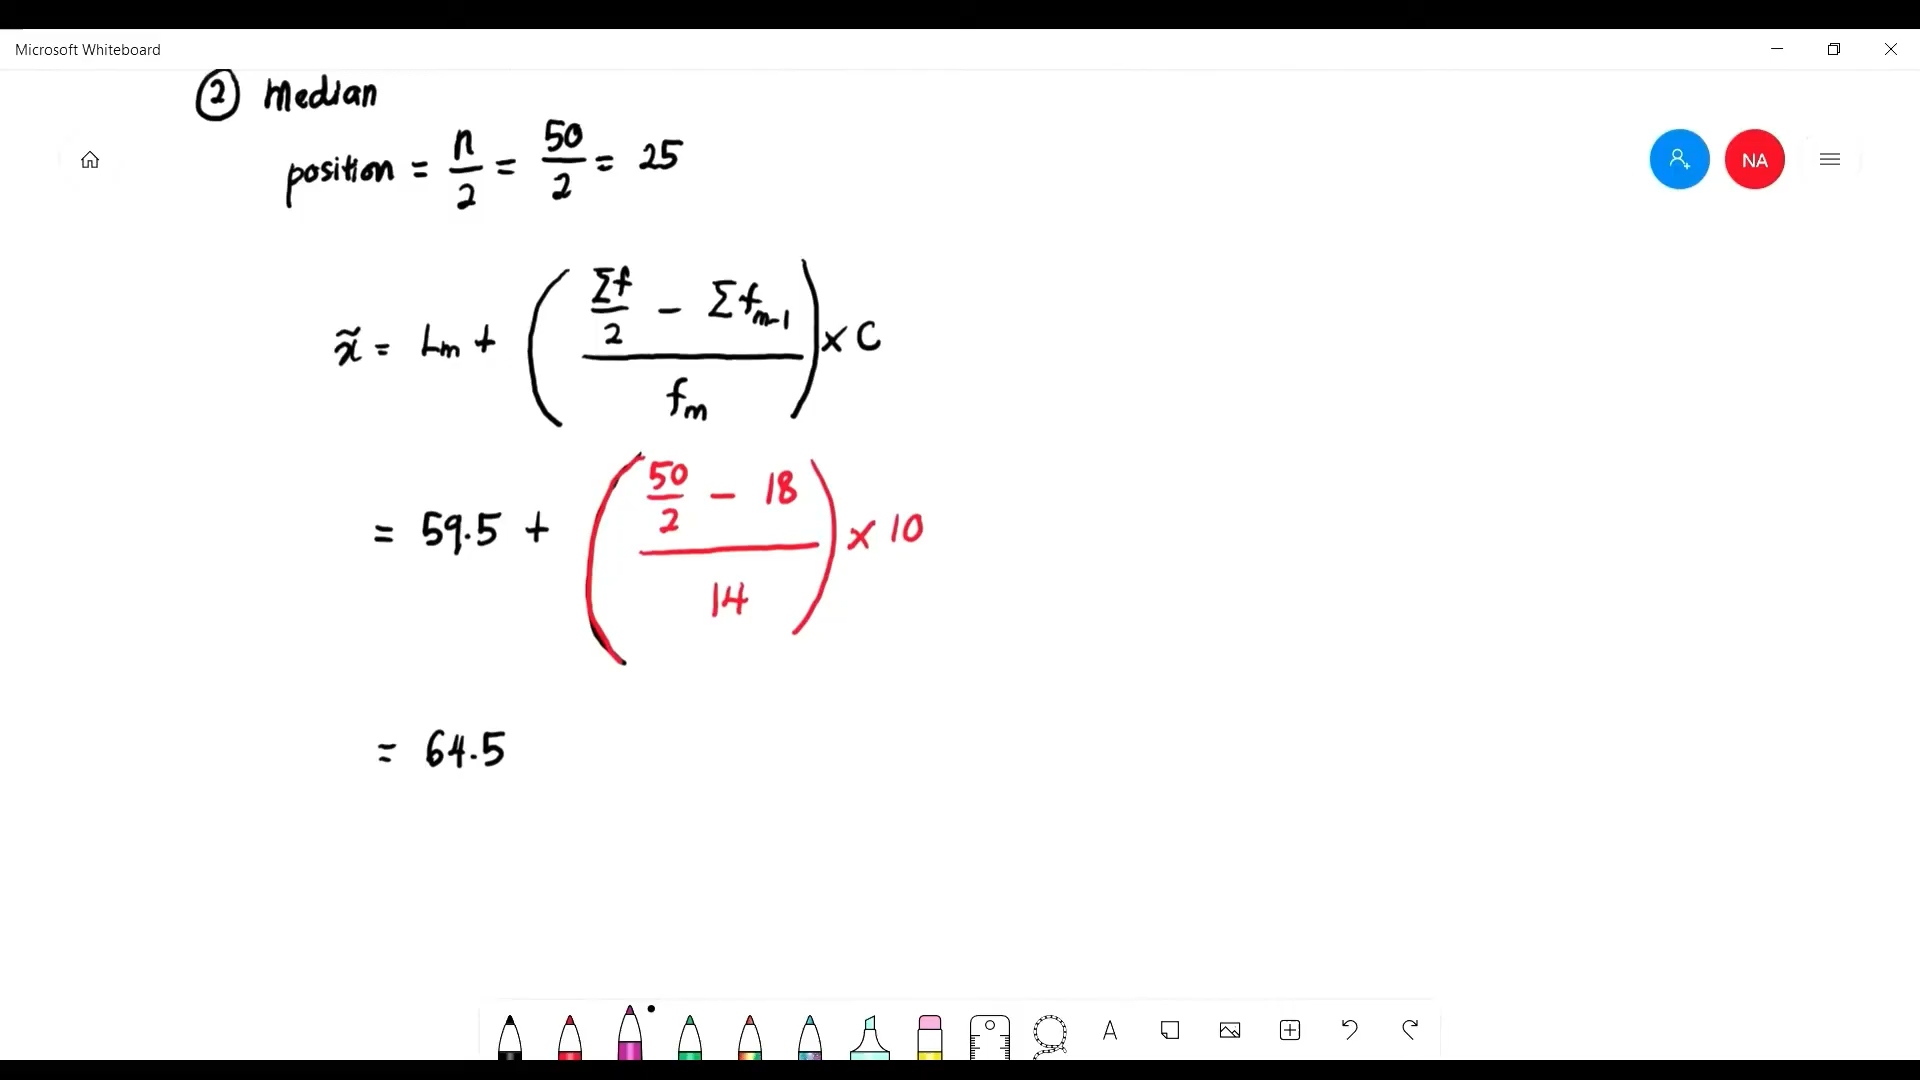 Microsoft Whiteboard
② Median
position = n/2 = 50/2 = 25
NA
x̃ = Lm + ( (Σf/2 − Σfm-1) / fm ) × C
= 59.5 + ( (50/2 − 18) / 14 ) × 10
= 64.5
A